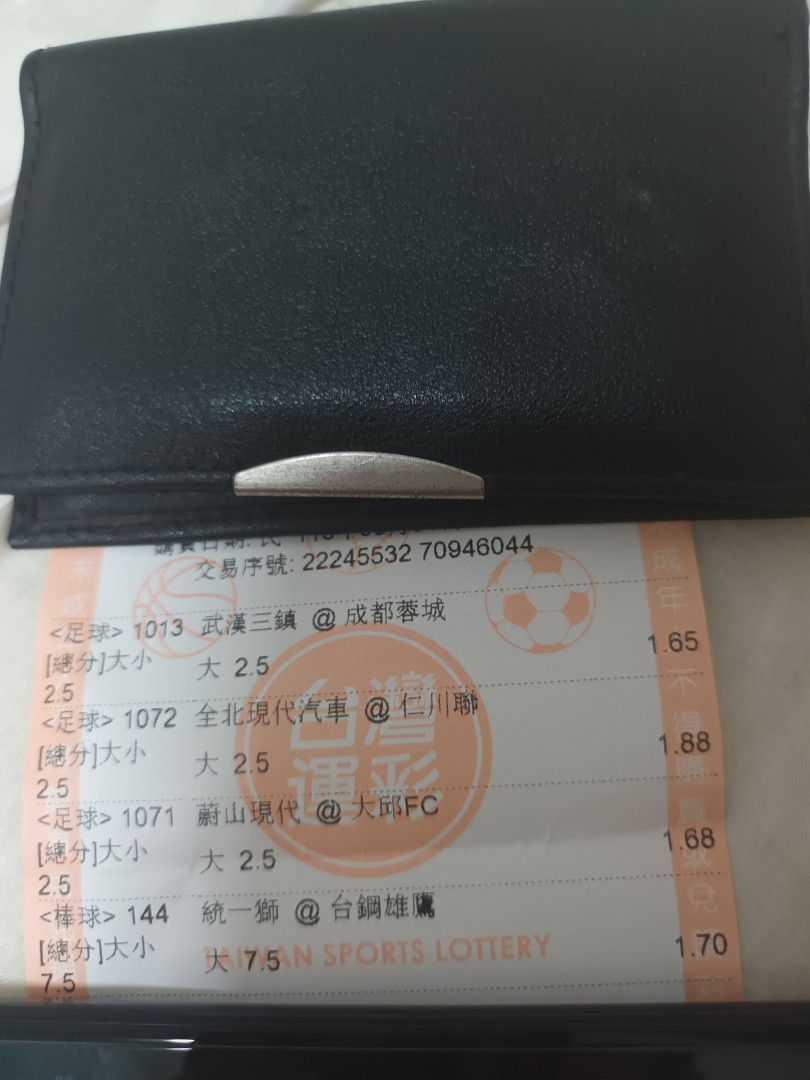 交易序號: 22245532 70946044
<足球> 1013 武漢三鎮 @ 成都蓉城
[總分]大小 大 2.5 1.65
2.5
<足球> 1072 全北現代汽車 @ 仁川聯
[總分]大小 大 2.5 1.88
2.5
<足球> 1071 蔚山現代 @ 大邱FC
[總分]大小 大 2.5 1.68
2.5
<棒球> 144 統一獅 @ 台鋼雄鷹
[總分]大小 大 7.5 1.70
7.5
台灣
運彩
TAIWAN SPORTS LOTTERY
未成
成年
不得購買或兌